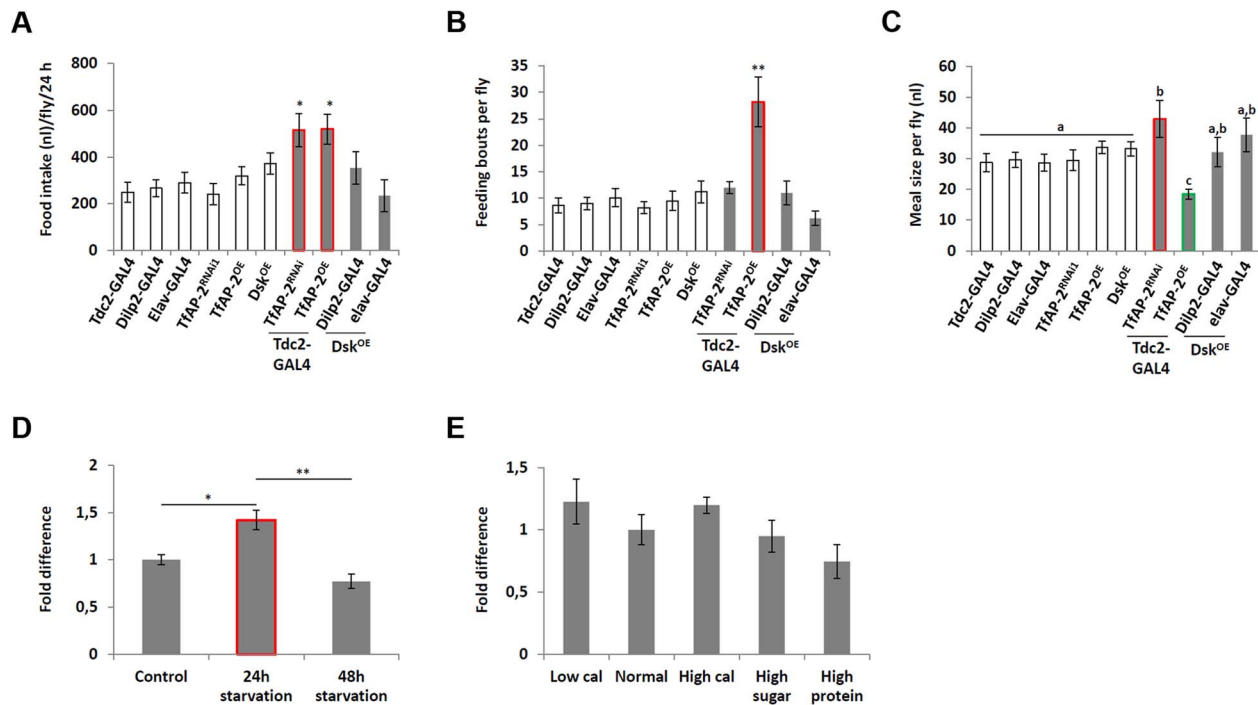 A
Food intake (nl)/fly/24 h
800
600
400
200
0
*
*
Tdc2-GAL4
Dilp2-GAL4
Elav-GAL4
TfAP-2RNAi1
TfAP-2OE
DskOE
TfAP-2RNAi
TfAP-2OE
Dilp2-GAL4
elav-GAL4
Tdc2-
GAL4
DskOE
B
Feeding bouts per fly
35
30
25
20
15
10
5
0
**
Tdc2-GAL4
Dilp2-GAL4
Elav-GAL4
TfAP-2RNAi1
TfAP-2OE
DskOE
TfAP-2RNAi
TfAP-2OE
Dilp2-GAL4
elav-GAL4
Tdc2-
GAL4
DskOE
C
Meal size per fly (nl)
60
50
40
30
20
10
0
a
b
c
a,b
a,b
Tdc2-GAL4
Dilp2-GAL4
Elav-GAL4
TfAP-2RNAi1
TfAP-2OE
DskOE
TfAP-2RNAi
TfAP-2OE
Dilp2-GAL4
elav-GAL4
Tdc2-
GAL4
DskOE
D
Fold difference
2
1,5
1
0,5
0
*
**
Control
24h
starvation
48h
starvation
E
Fold difference
1,5
1
0,5
0
Low cal
Normal
High cal
High
sugar
High
protein